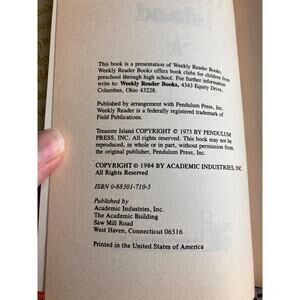 This book is a presentation of Weekly Reader Books.
Weekly Reader Books offers book clubs for children from
preschool through high school. For further information
write to: Weekly Reader Books, 4343 Equity Drive,
Columbus, Ohio 43228.
Published by arrangement with Pendulum Press, Inc.
Weekly Reader is a federally registered trademark of
Field Publications.
Treasure Island COPYRIGHT © 1973 BY PENDULUM
PRESS, INC. All rights reserved. This book may not be
reproduced, in whole or in part, without permission from
the original publisher, Pendulum Press, Inc.
COPYRIGHT © 1984 BY ACADEMIC INDUSTRIES, INC.
All Rights Reserved
ISBN 0-88301-710-5
Published by
Academic Industries, Inc.
The Academic Building
Saw Mill Road
West Haven, Connecticut 06516
Printed in the United States of America